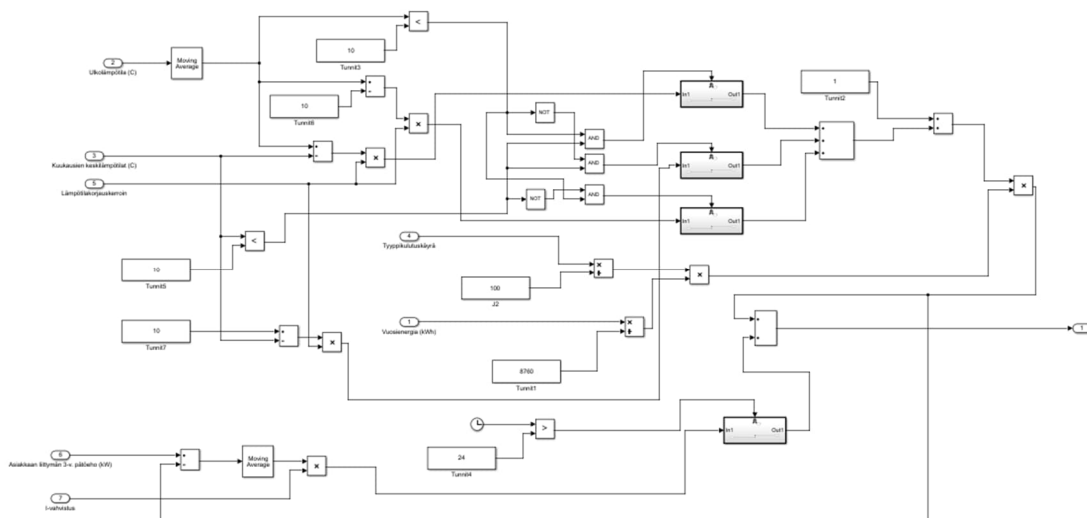 <
10
Tunnit3
2
Ulkolämpötila (C)
Moving
Average
1
Tunnit2
10
Tunnit6
×
In1
Out1
NOT
AND
3
Kuukausien keskilämpötilat (C)
×
AND
In1
Out1
5
Lämpötilakorjauskerroin
NOT
AND
×
In1
Out1
<
4
Tyyppikulutuskäyrä
10
Tunnit5
×
÷
×
100
J2
10
Tunnit7
1
Vuosienergia (kWh)
×
÷
×
1
8760
Tunnit1
>
In1
Out1
24
Tunnit4
6
Asiakkaan liittymän 3-v. pätöteho (kW)
Moving
Average
×
7
I-vahvistus